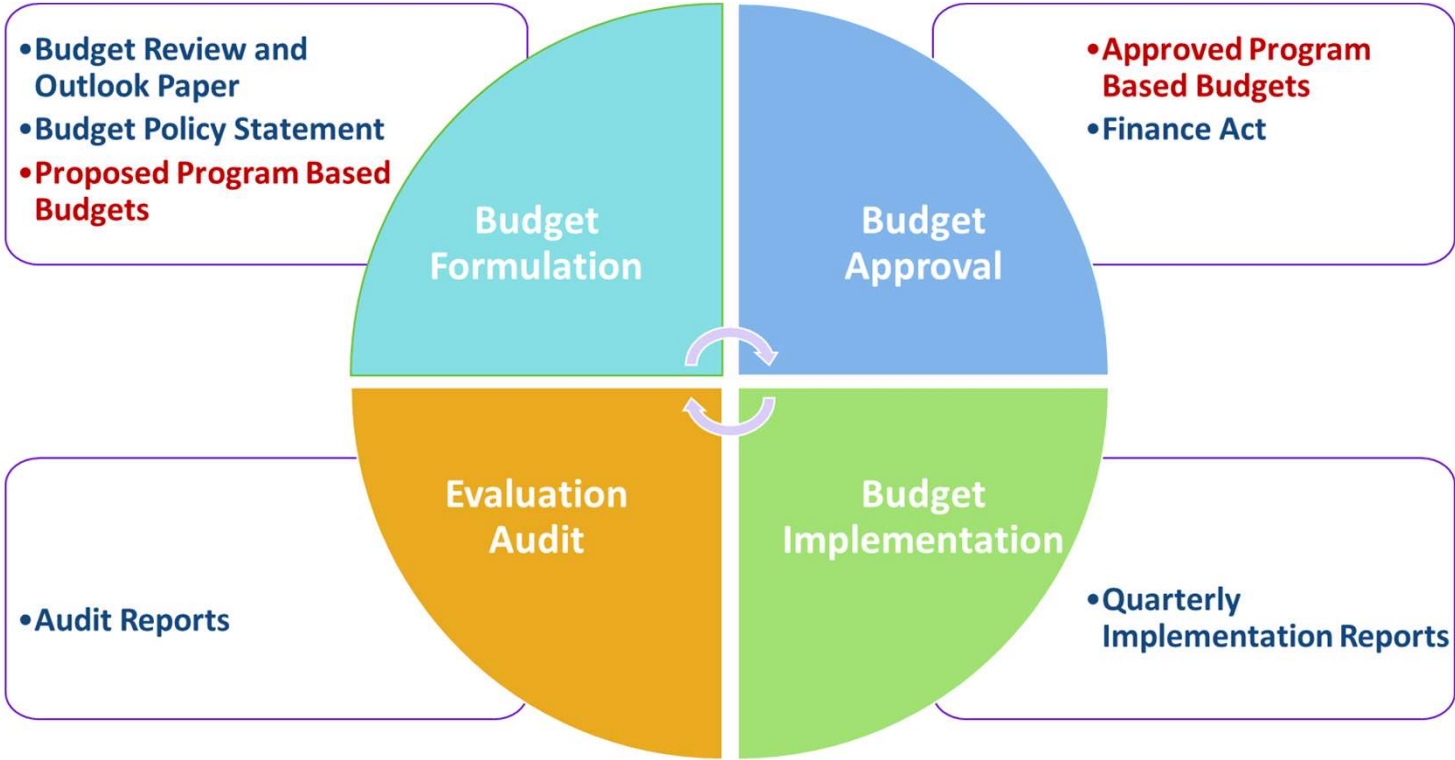 •Budget Review and
Outlook Paper
•Budget Policy Statement
•Proposed Program Based
Budgets
Budget
Formulation
Budget
Approval
•Approved Program
Based Budgets
•Finance Act
Evaluation
Audit
•Audit Reports
Budget
Implementation
•Quarterly
Implementation Reports